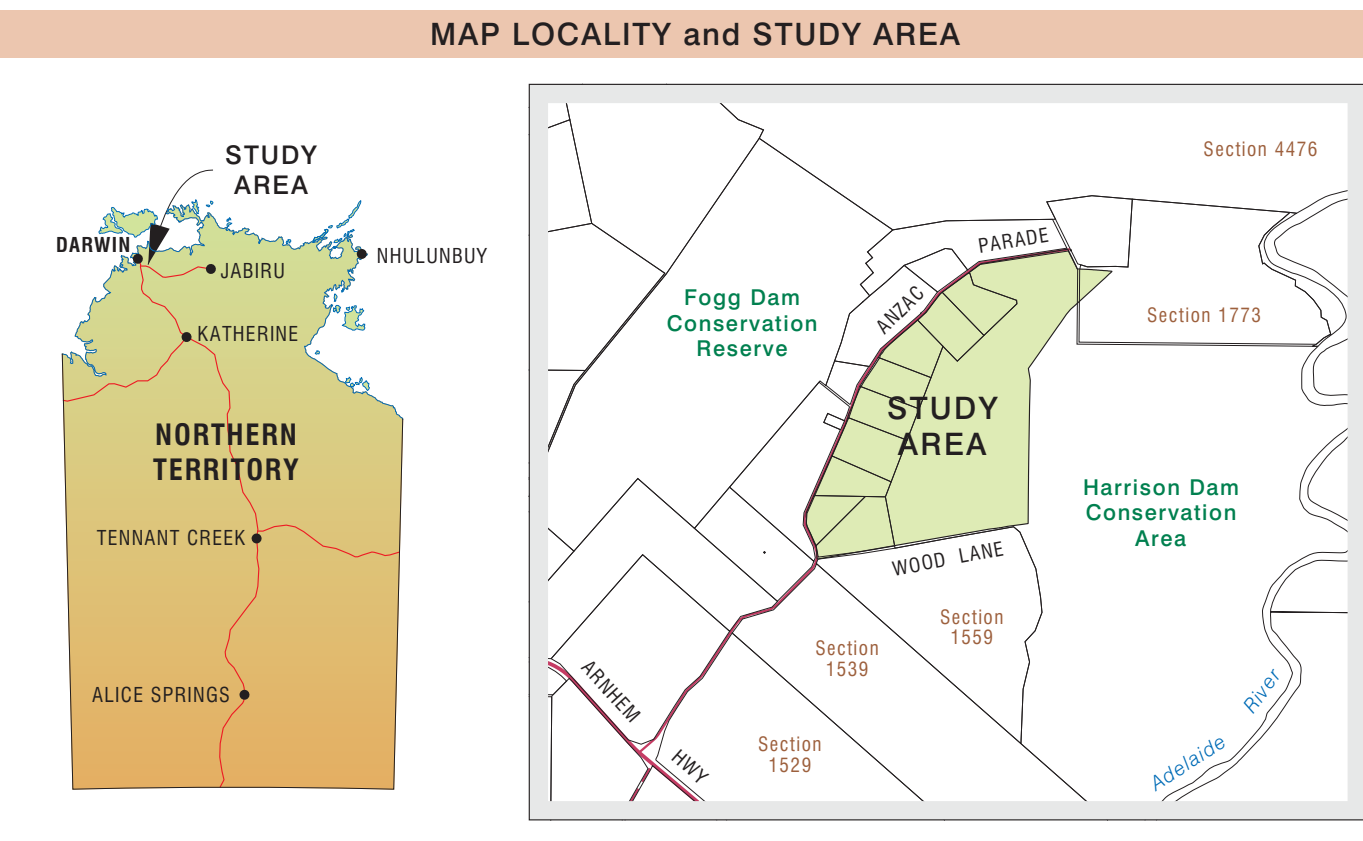 MAP LOCALITY and STUDY AREA
STUDY
AREA
DARWIN
NHULUNBUY
JABIRU
KATHERINE
NORTHERN
TERRITORY
TENNANT CREEK
ALICE SPRINGS
Section 4476
PARADE
ANZAC
Fogg Dam
Conservation
Reserve
Section 1773
STUDY
AREA
Harrison Dam
Conservation
Area
WOOD LANE
Section
1559
Section
1539
ARNHEM
HWY
Section
1529
Adelaide River